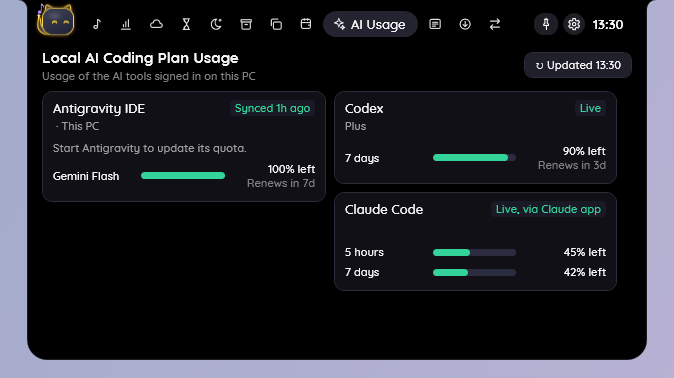 AI Usage
13:30
Local AI Coding Plan Usage
Usage of the AI tools signed in on this PC
Updated 13:30
Antigravity IDE
Synced 1h ago
· This PC
Start Antigravity to update its quota.
Gemini Flash
100% left
Renews in 7d
Codex
Live
Plus
7 days
90% left
Renews in 3d
Claude Code
Live, via Claude app
5 hours
45% left
7 days
42% left